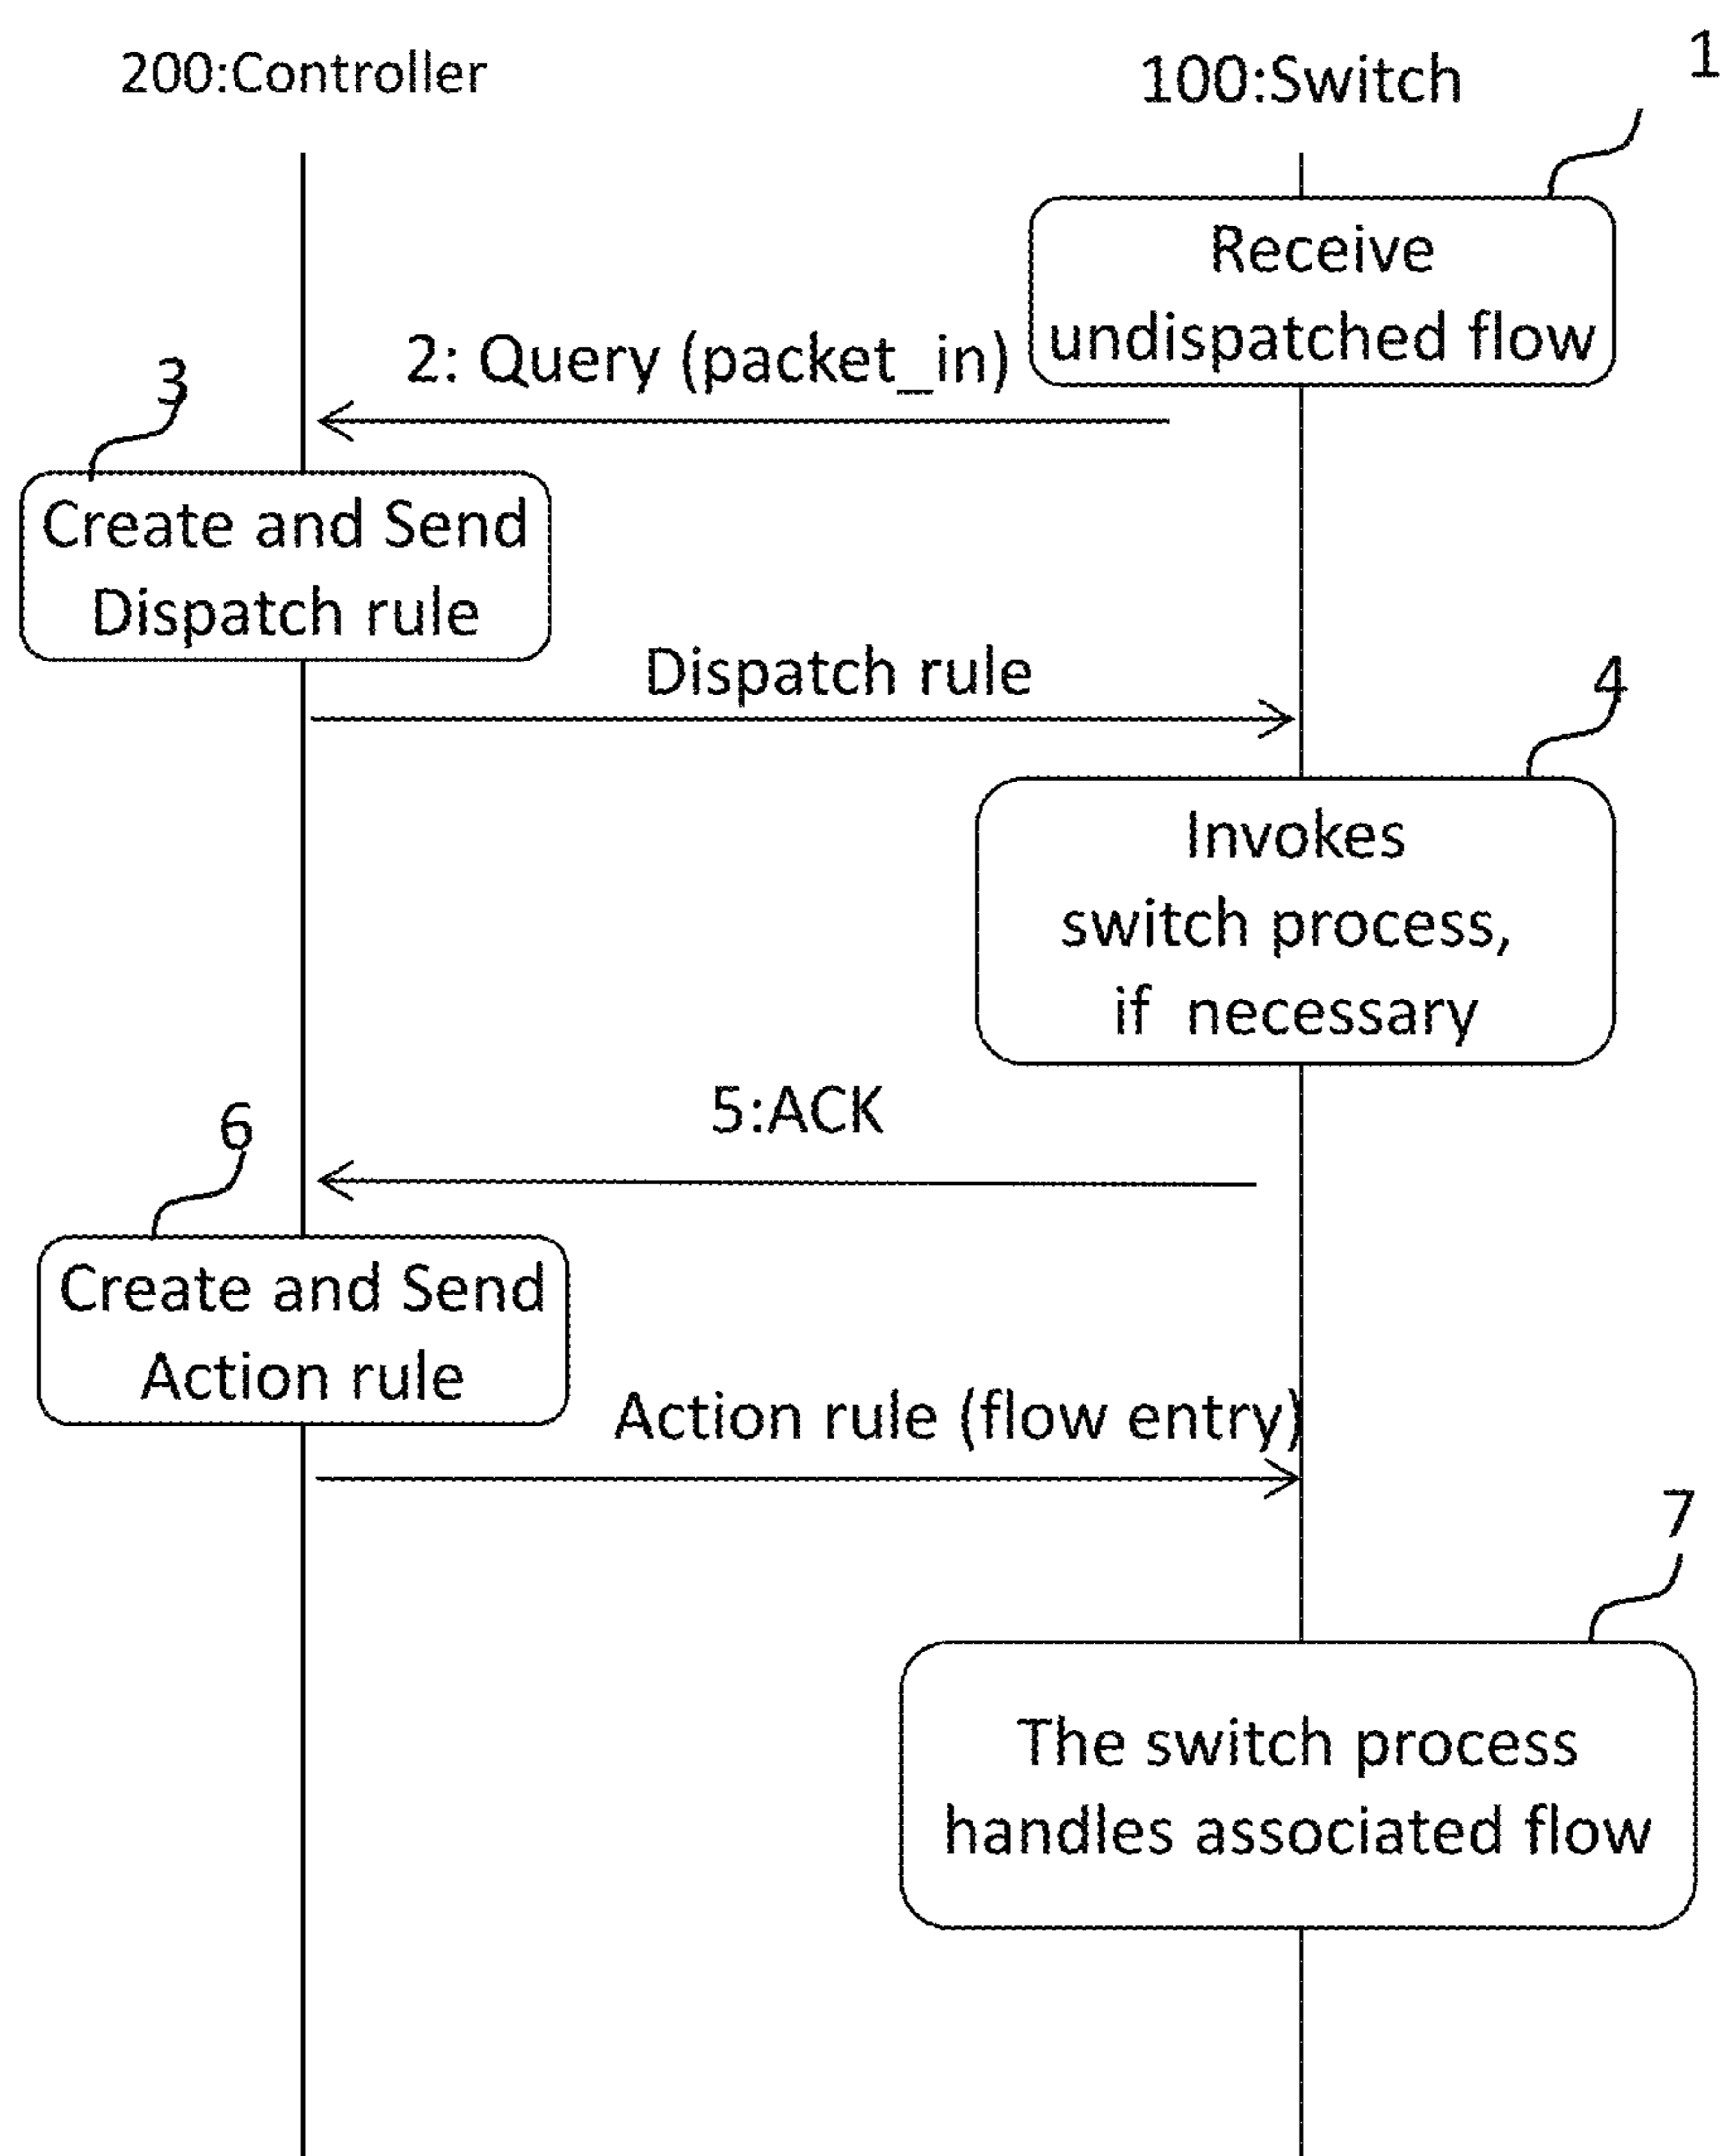 200:Controller
100:Switch
1
Receive
undispatched flow
2: Query (packet_in)
3
Create and Send
Dispatch rule
Dispatch rule
4
Invokes
switch process,
if necessary
5:ACK
6
Create and Send
Action rule
Action rule (flow entry)
7
The switch process
handles associated flow